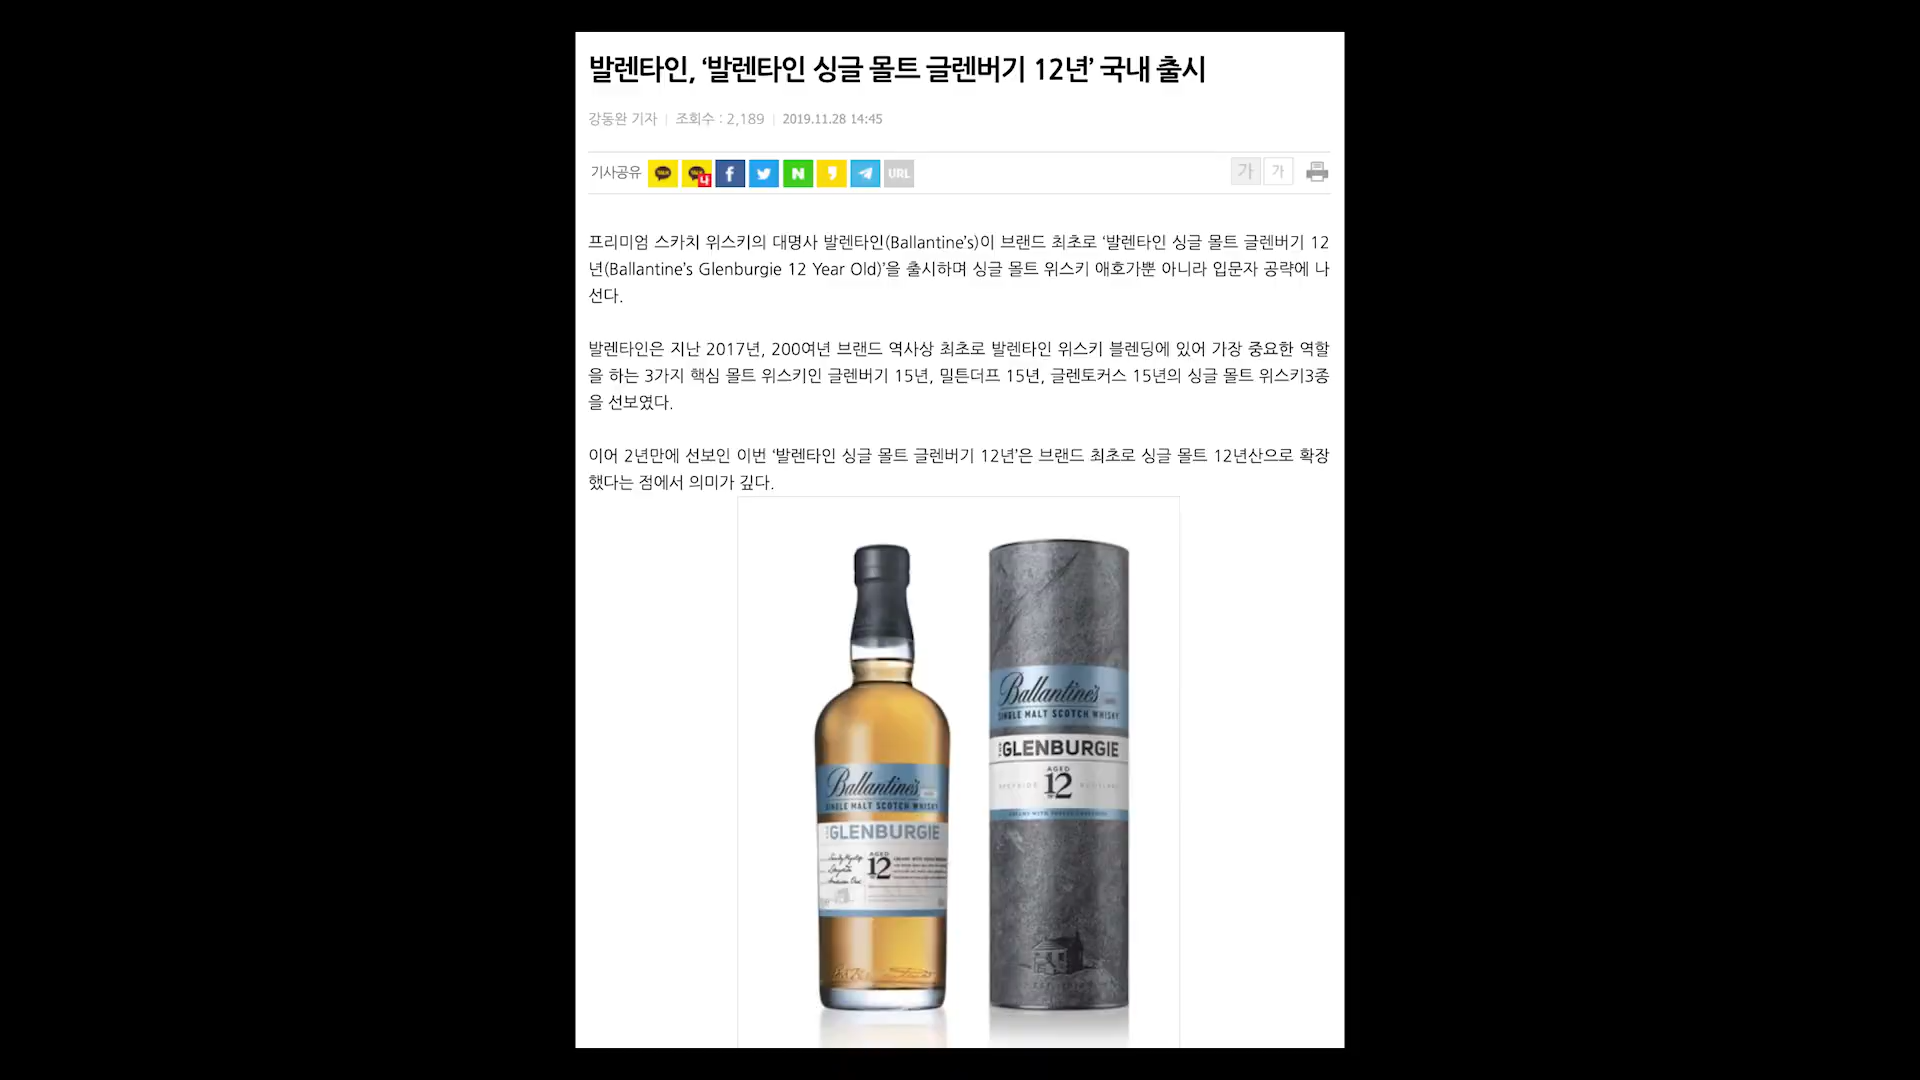 발렌타인, ‘발렌타인 싱글 몰트 글렌버기 12년’ 국내 출시
강동완 기자 | 조회수 : 2,189 | 2019.11.28 14:45
기사공유 TALK TALK 나 f N URL 가 가
프리미엄 스카치 위스키의 대명사 발렌타인(Ballantine’s)이 브랜드 최초로 ‘발렌타인 싱글 몰트 글렌버기 12
년(Ballantine’s Glenburgie 12 Year Old)’을 출시하며 싱글 몰트 위스키 애호가뿐 아니라 입문자 공략에 나
선다.
발렌타인은 지난 2017년, 200여년 브랜드 역사상 최초로 발렌타인 위스키 블렌딩에 있어 가장 중요한 역할
을 하는 3가지 핵심 몰트 위스키인 글렌버기 15년, 밀튼더프 15년, 글렌토커스 15년의 싱글 몰트 위스키3종
을 선보였다.
이어 2년만에 선보인 이번 ‘발렌타인 싱글 몰트 글렌버기 12년’은 브랜드 최초로 싱글 몰트 12년산으로 확장
했다는 점에서 의미가 깊다.
Ballantine's
SINGLE MALT SCOTCH WHISKY
THE GLENBURGIE
AGED
12
Ballantine's
SINGLE MALT SCOTCH WHISKY
THE GLENBURGIE
AGED
12
SPEYSIDE SCOTLAND